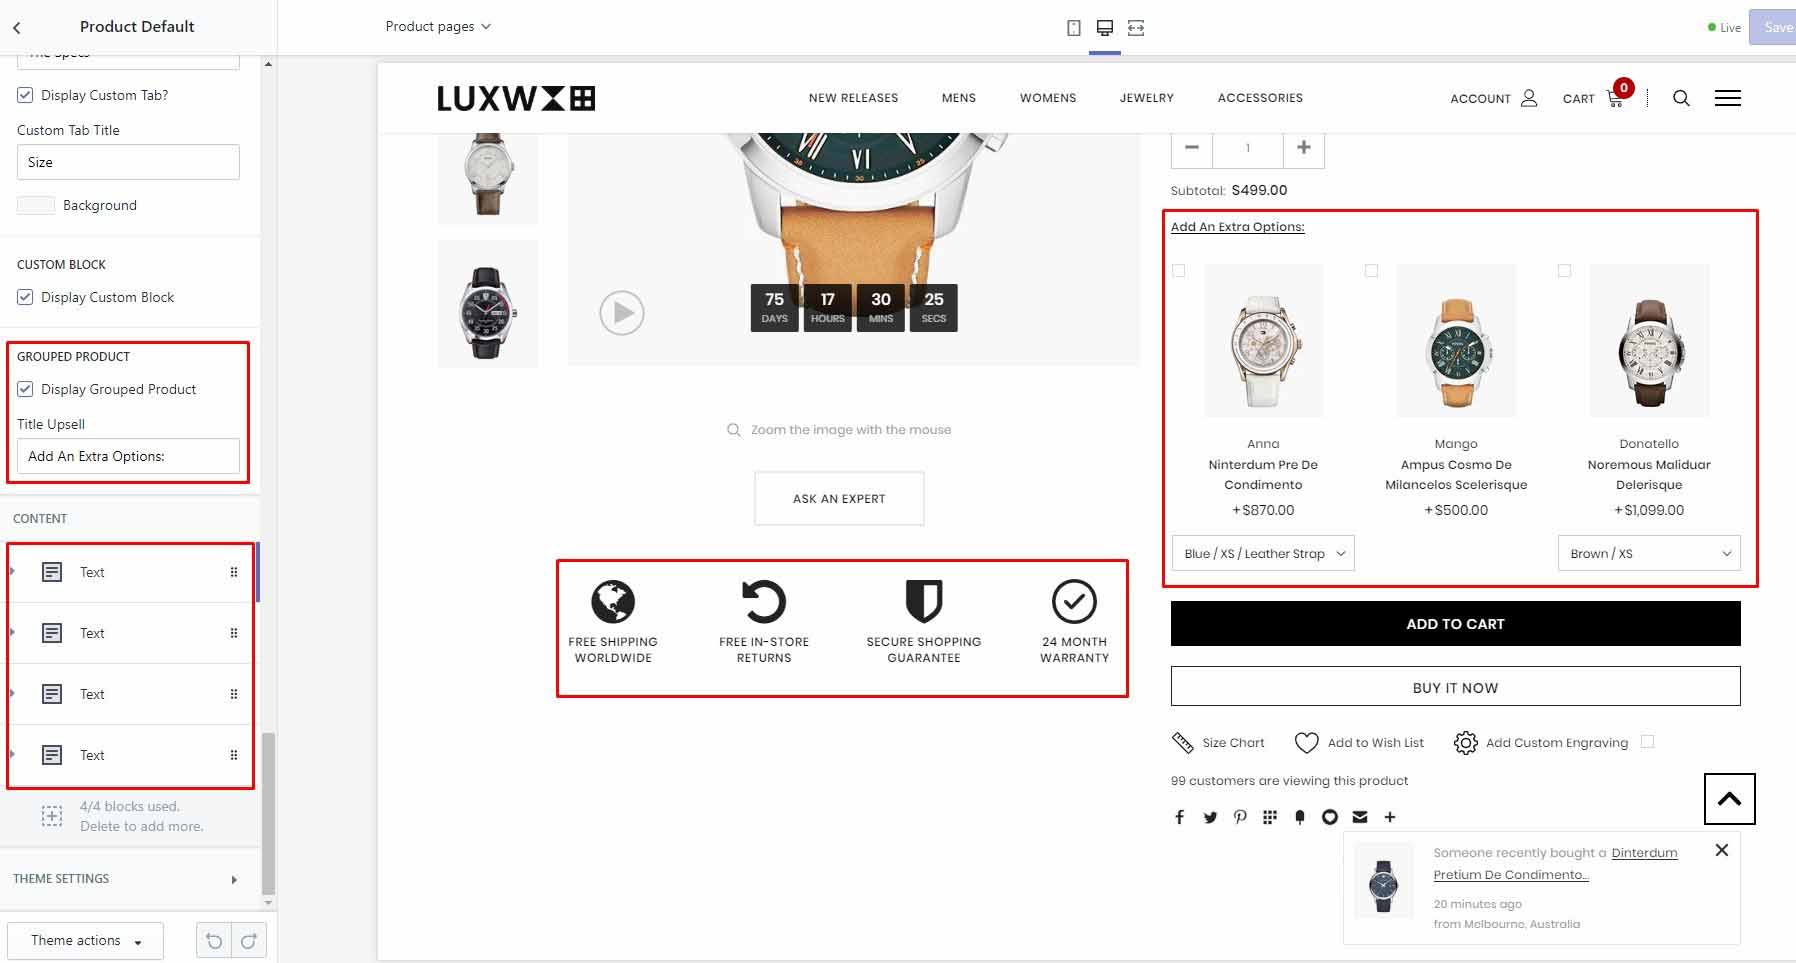 Product Default
Product pages
Live
Save
Display Custom Tab?
Custom Tab Title
Size
Background
CUSTOM BLOCK
Display Custom Block
GROUPED PRODUCT
Display Grouped Product
Title Upsell
Add An Extra Options:
CONTENT
Text
Text
Text
Text
4/4 blocks used.
Delete to add more.
THEME SETTINGS
Theme actions
LUXW
NEW RELEASES
MENS
WOMENS
JEWELRY
ACCESSORIES
ACCOUNT
CART
0
75 17 30 25
DAYS HOURS MINS SECS
Zoom the image with the mouse
ASK AN EXPERT
FREE SHIPPING
WORLDWIDE
FREE IN-STORE
RETURNS
SECURE SHOPPING
GUARANTEE
24 MONTH
WARRANTY
1
Subtotal: $499.00
Add An Extra Options:
Anna
Ninterdum Pre De
Condimento
+$870.00
Blue / XS / Leather Strap
Mango
Ampus Cosmo De
Milancelos Scelerisque
+$500.00
Donatello
Noremous Maliduar
Delerisque
+$1,099.00
Brown / XS
ADD TO CART
BUY IT NOW
Size Chart
Add to Wish List
Add Custom Engraving
99 customers are viewing this product
Someone recently bought a Dinterdum
Pretium De Condimento...
20 minutes ago
from Melbourne, Australia